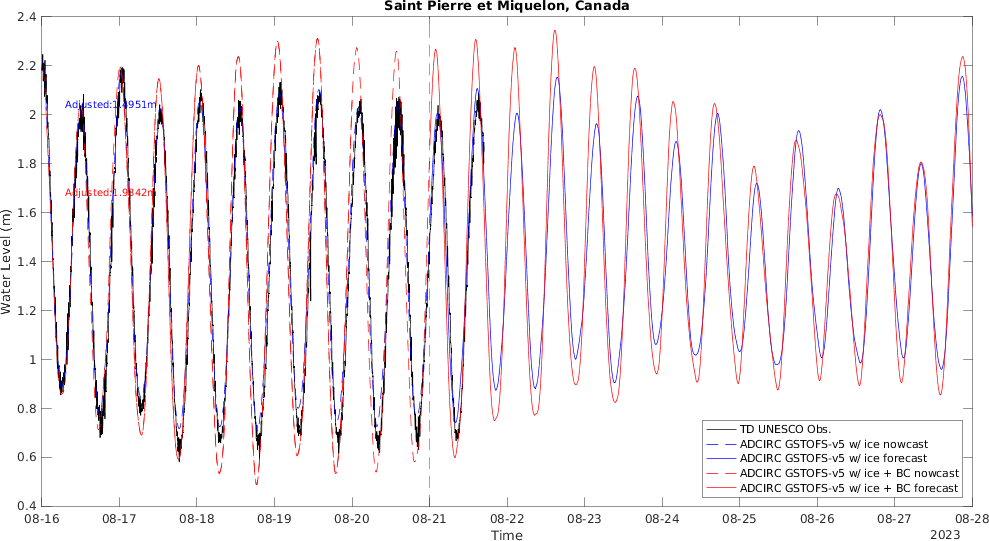 Saint Pierre et Miquelon, Canada
2.4
2.2
2
1.8
1.6
1.4
1.2
1
0.8
0.6
0.4
Water Level (m)
Adjusted:1.4951m
Adjusted:1.9342m
TD UNESCO Obs.
ADCIRC GSTOFS-v5 w/ ice nowcast
ADCIRC GSTOFS-v5 w/ ice forecast
ADCIRC GSTOFS-v5 w/ ice + BC nowcast
ADCIRC GSTOFS-v5 w/ ice + BC forecast
08-16 08-17 08-18 08-19 08-20 08-21 08-22 08-23 08-24 08-25 08-26 08-27 08-28
Time
2023